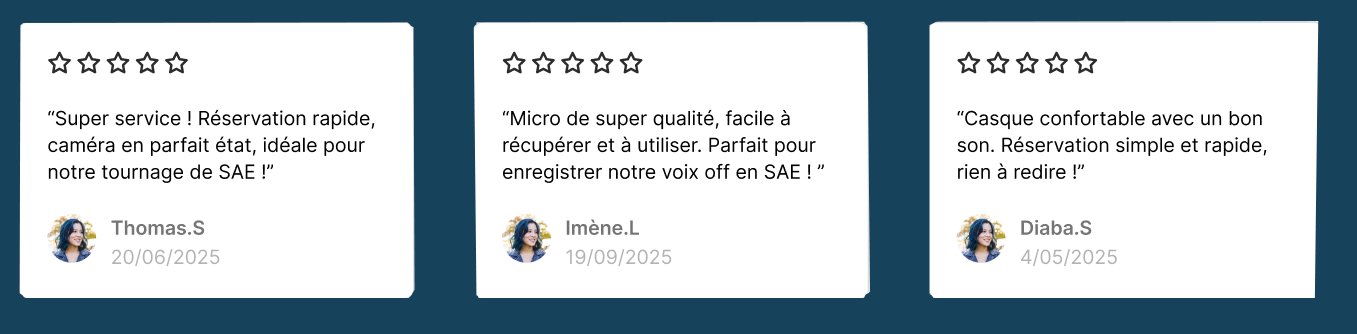 “Super service ! Réservation rapide,
caméra en parfait état, idéale pour
notre tournage de SAE !”
Thomas.S
20/06/2025
“Micro de super qualité, facile à
récupérer et à utiliser. Parfait pour
enregistrer notre voix off en SAE ! ”
Imène.L
19/09/2025
“Casque confortable avec un bon
son. Réservation simple et rapide,
rien à redire !”
Diaba.S
4/05/2025